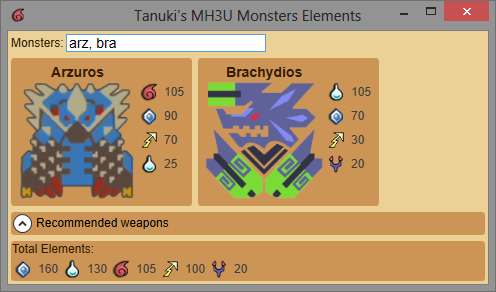 Tanuki's MH3U Monsters Elements
Monsters: arz, bra
Arzuros
105
90
70
25
Brachydios
105
70
30
20
Recommended weapons
Total Elements:
160 130 105 100 20